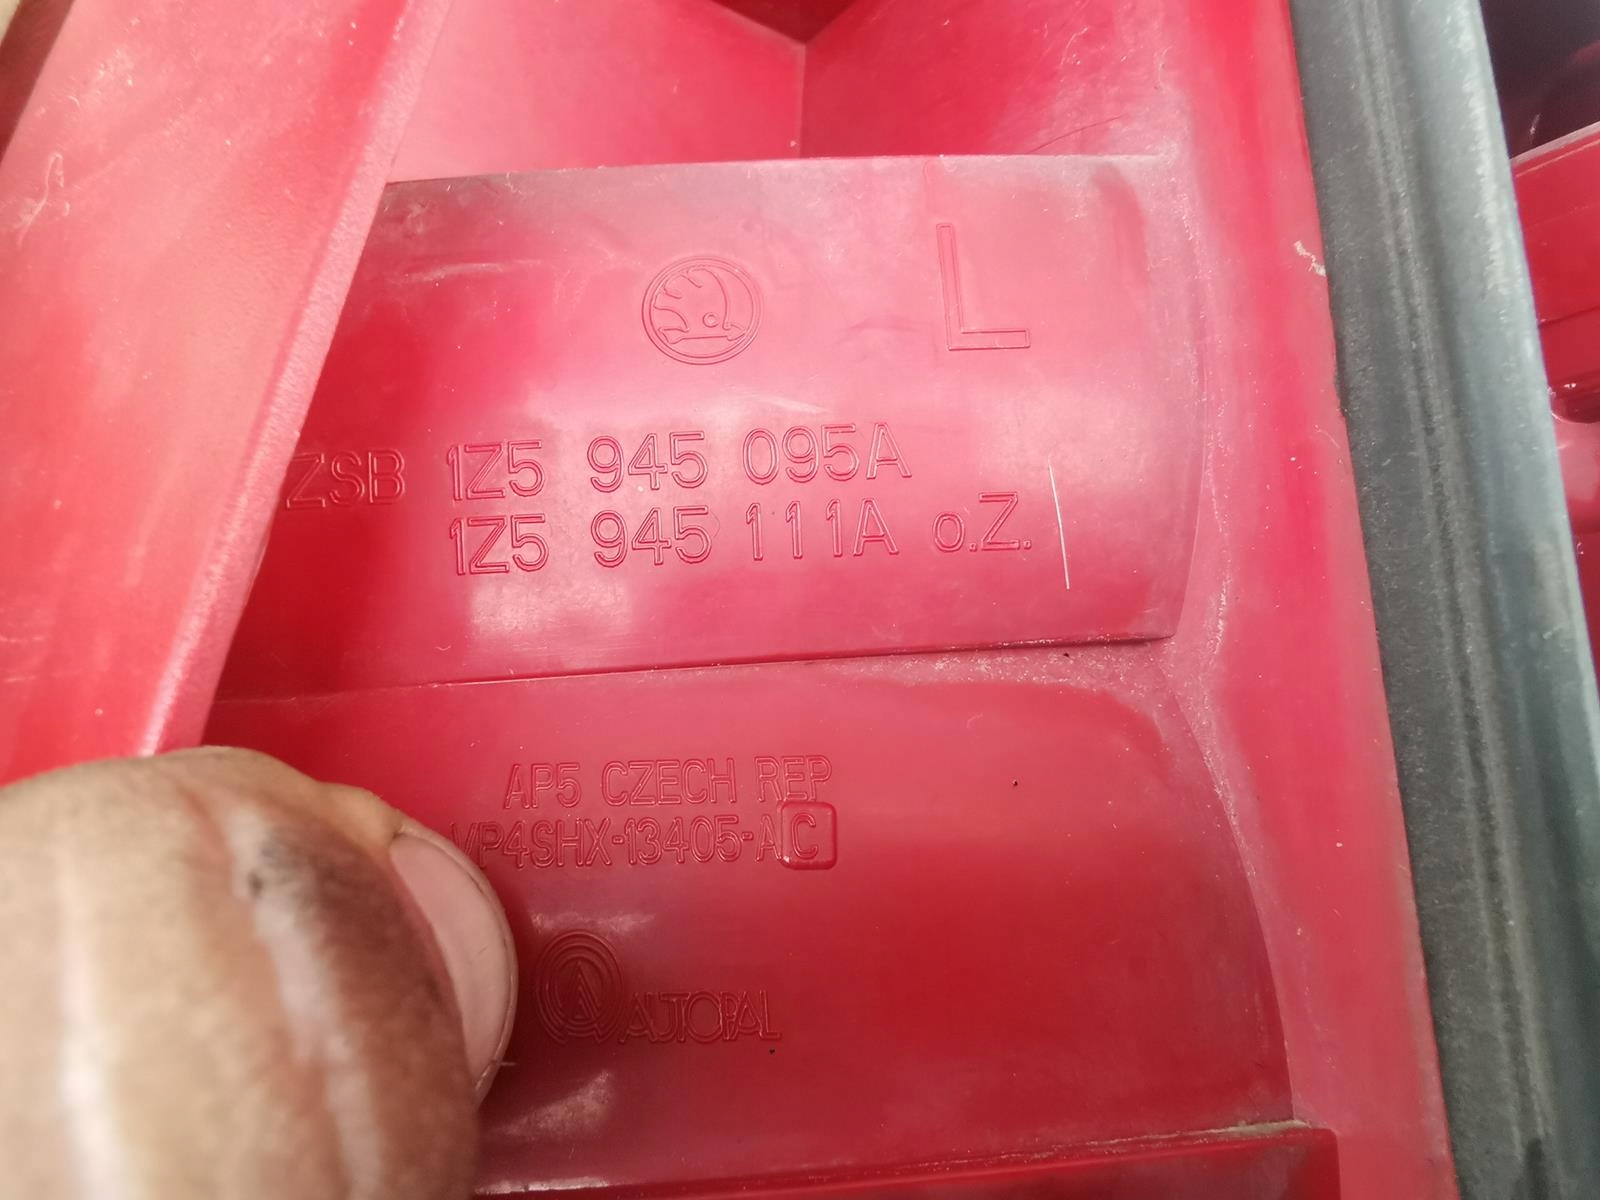 L
ZSB 1Z5 945 095A
1Z5 945 111A o.Z.
AP5 CZECH REP
VP4SHX-13405-AC
AUTOPAL